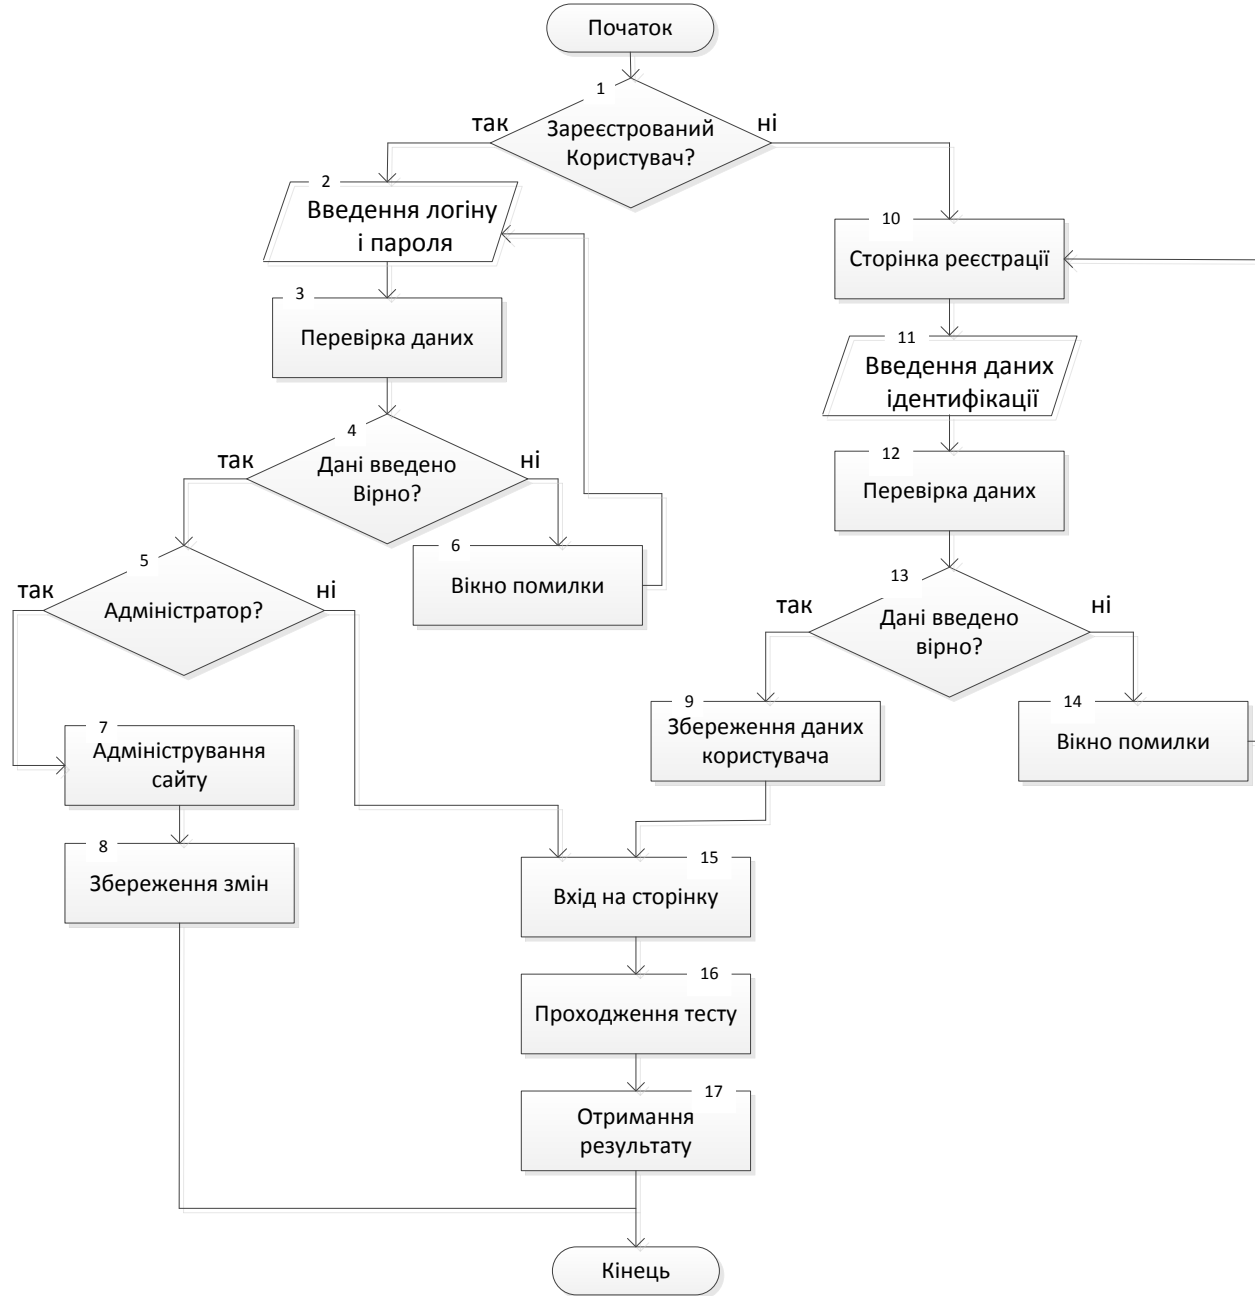 Початок
1
Зареєстрований
Користувач?
так
ні
2
Введення логіну
і пароля
3
Перевірка даних
4
Дані введено
Вірно?
так
ні
5
Адміністратор?
так
ні
6
Вікно помилки
7
Адміністрування
сайту
8
Збереження змін
10
Сторінка реєстрації
11
Введення даних
ідентифікації
12
Перевірка даних
13
Дані введено
вірно?
так
ні
9
Збереження даних
користувача
14
Вікно помилки
15
Вхід на сторінку
16
Проходження тесту
17
Отримання
результату
Кінець